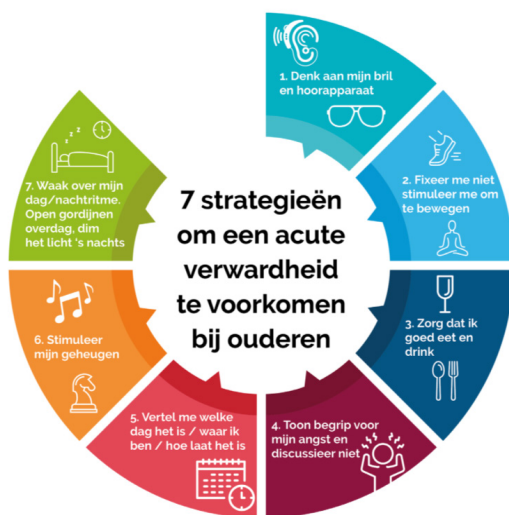 7 strategieën
om een acute
verwardheid
te voorkomen
bij ouderen
1. Denk aan mijn bril
en hoorapparaat
2. Fixeer me niet
stimuleer me om
te bewegen
3. Zorg dat ik
goed eet en
drink
4. Toon begrip voor
mijn angst en
discussieer niet
5. Vertel me welke
dag het is / waar ik
ben / hoe laat het is
6. Stimuleer
mijn geheugen
7. Waak over mijn
dag/nachtritme.
Open gordijnen
overdag, dim
het licht 's nachts